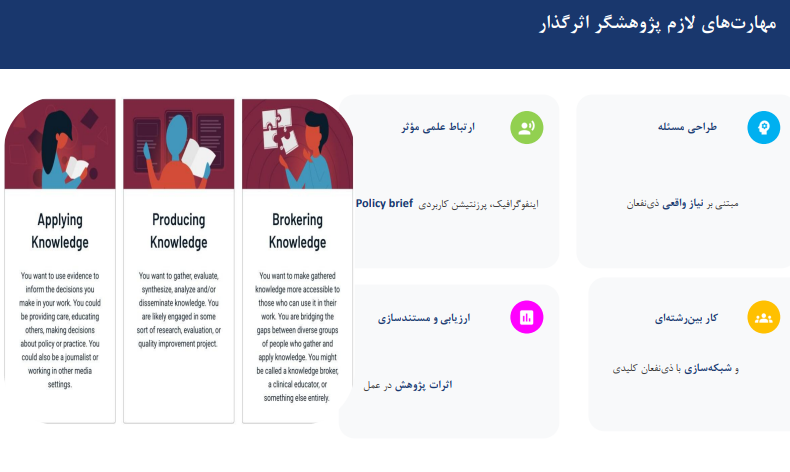 مهارت‌های لازم پژوهشگر اثرگذار
طراحی مسئله
مبتنی بر نیاز واقعی ذی‌نفعان
ارتباط علمی مؤثر
اینفوگرافیک، پرزنتیشن کاربردی Policy brief
کار بین‌رشته‌ای
و شبکه‌سازی با ذی‌نفعان کلیدی
ارزیابی و مستندسازی
اثرات پژوهش در عمل
Applying
Knowledge
You want to use evidence to
inform the decisions you
make in your work. You could
be providing care, educating
others, making decisions
about policy or practice. You
could also be a journalist or
working in other media
settings.
Producing
Knowledge
You want to gather, evaluate,
synthesize, analyze and/or
disseminate knowledge. You
are likely engaged in some
sort of research, evaluation, or
quality improvement project.
Brokering
Knowledge
You want to make gathered
knowledge more accessible to
those who can use it in their
work. You are bridging the
gaps between diverse groups
of people who gather and
apply knowledge. You might
be called a knowledge broker,
a clinical educator, or
something else entirely.